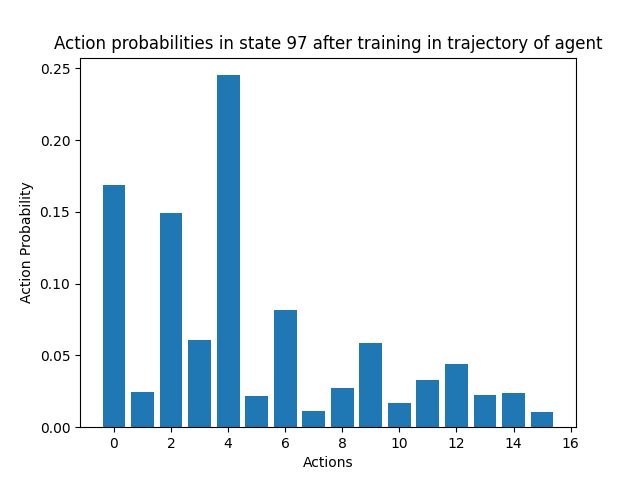 Action probabilities in state 97 after training in trajectory of agent
0.25
0.20
0.15
0.10
0.05
0.00
Action Probability
0 2 4 6 8 10 12 14 16
Actions